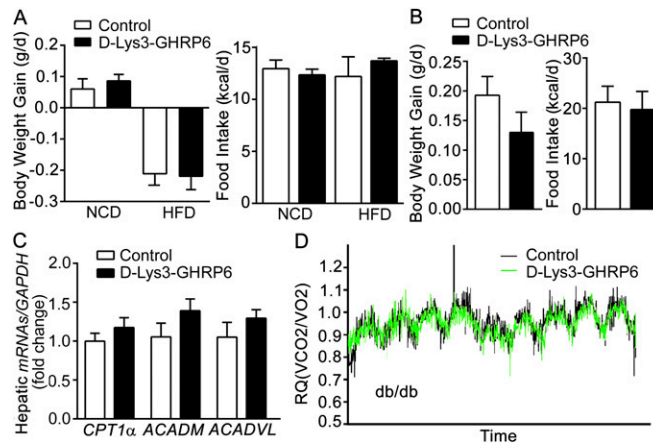 A
Control
D-Lys3-GHRP6
Body Weight Gain (g/d)
0.2
0.1
0.0
-0.1
-0.2
-0.3
NCD HFD
Food Intake (kcal/d)
15
10
5
0
NCD HFD
B
Control
D-Lys3-GHRP6
Body Weight Gain (g/d)
0.25
0.20
0.15
0.10
0.05
0.00
Food Intake (kcal/d)
30
20
10
0
C
Control
D-Lys3-GHRP6
Hepatic mRNAs/GAPDH
(fold change)
2.0
1.5
1.0
0.5
0.0
CPT1α ACADM ACADVL
D
Control
D-Lys3-GHRP6
RQ(VCO2/VO2)
1.2
1.1
1.0
0.9
0.8
0.7
0.6
0.5
db/db
Time